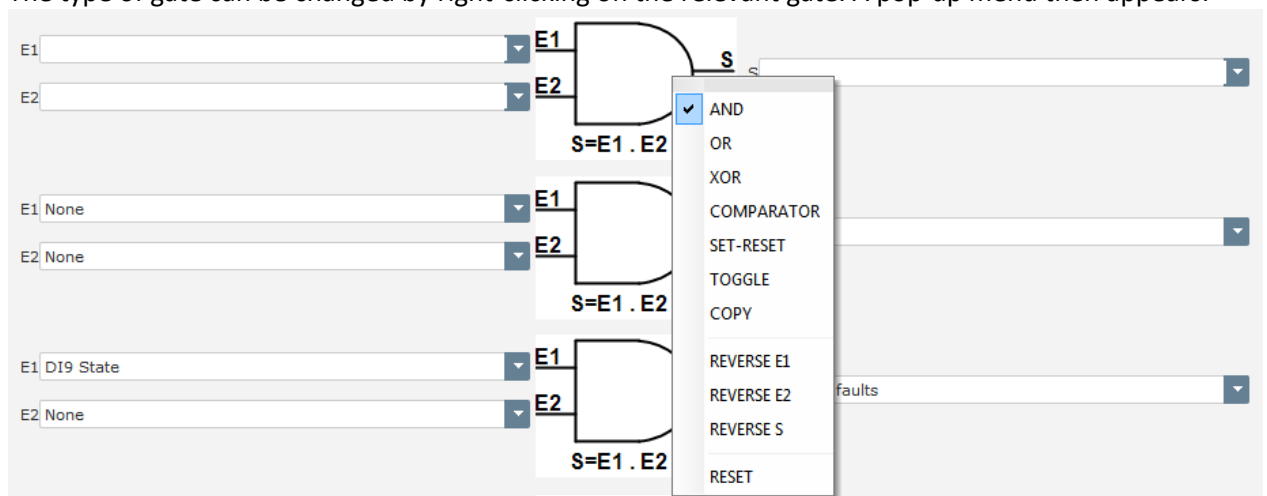 The type of gate can be changed by right-clicking on the relevant gate. A pop-up menu then appears:
E1
E1
S
S
E2
E2
AND
S=E1 . E2
OR
XOR
E1 None
E1
COMPARATOR
E2 None
E2
SET-RESET
TOGGLE
S=E1 . E2
COPY
E1 DI9 State
E1
REVERSE E1
REVERSE E2
faults
E2 None
E2
REVERSE S
S=E1 . E2
RESET